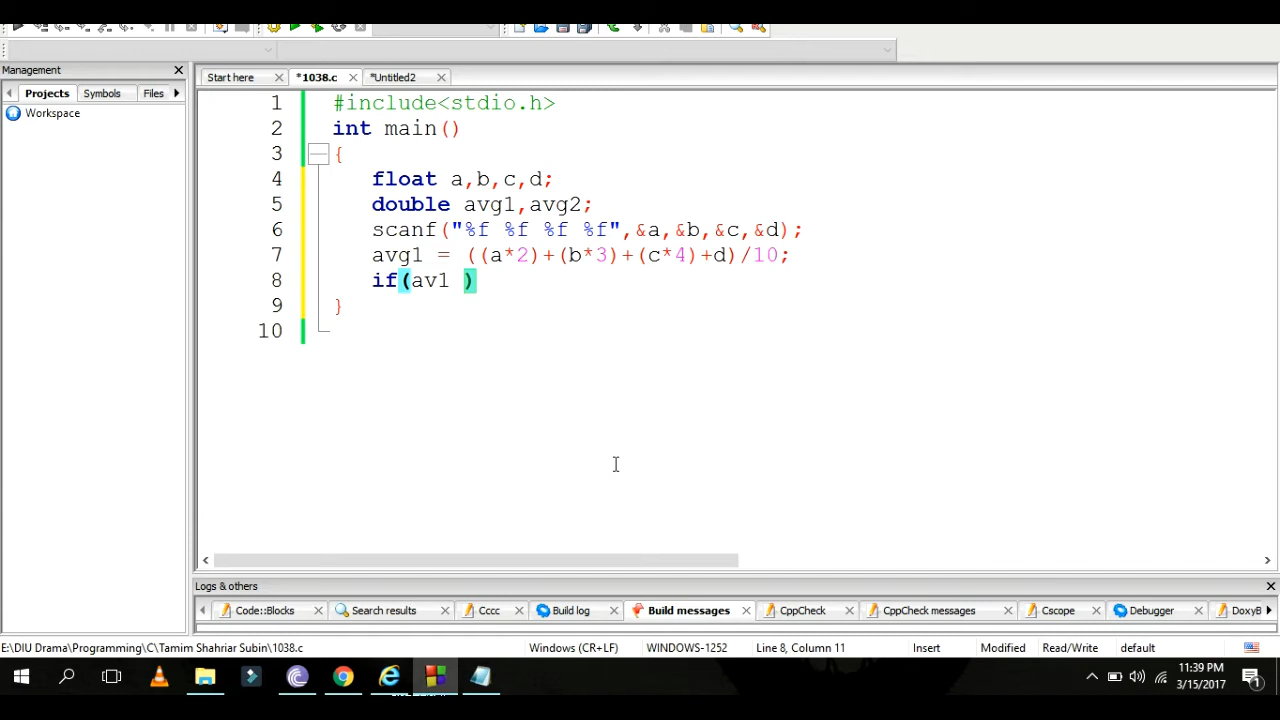 Management
Projects Symbols Files
Workspace
Start here *1038.c *Untitled2
1 #include<stdio.h>
2 int main()
3 {
4 float a,b,c,d;
5 double avg1,avg2;
6 scanf("%f %f %f %f",&a,&b,&c,&d);
7 avg1 = ((a*2)+(b*3)+(c*4)+d)/10;
8 if(av1 )
9 }
10
Logs & others
Code::Blocks Search results Cccc Build log Build messages CppCheck CppCheck messages Cscope Debugger DoxyB
E:\DIU Drama\Programming\C\Tamim Shahriar Subin\1038.c Windows (CR+LF) WINDOWS-1252 Line 8, Column 11 Insert Modified Read/Write default
11:39 PM
3/15/2017
1